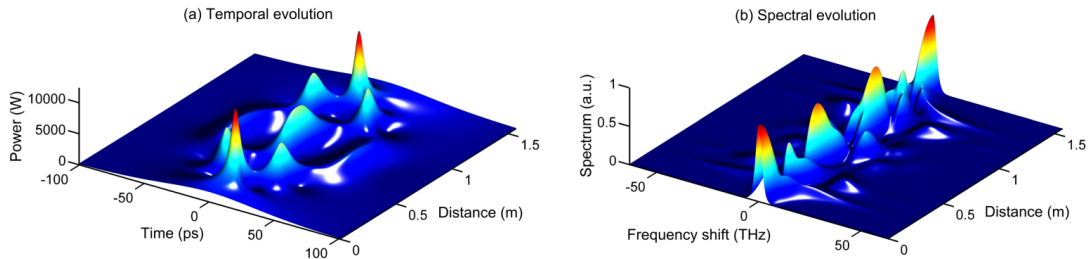 (a) Temporal evolution
Power (W)
10000
5000
0
-100
-50
0
50
100
Time (ps)
0
0.5
1
1.5
Distance (m)
(b) Spectral evolution
Spectrum (a.u.)
1
0.5
0
-50
0
50
Frequency shift (THz)
0
0.5
1
1.5
Distance (m)